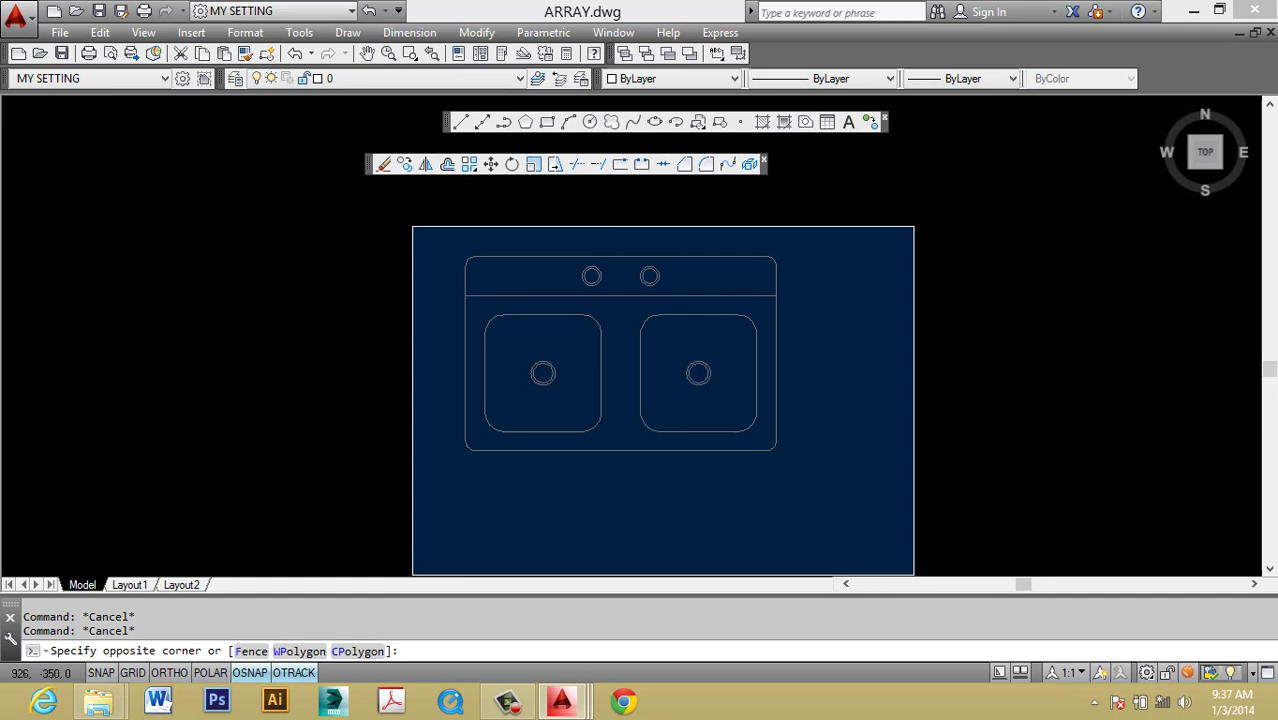 MY SETTING
ARRAY.dwg
Type a keyword or phrase
Sign In
File Edit View Insert Format Tools Draw Dimension Modify Parametric Window Help Express
MY SETTING
0
ByLayer
ByLayer
ByLayer
ByColor
N
W TOP E
S
Model Layout1 Layout2
Command: *Cancel*
Command: *Cancel*
Specify opposite corner or [Fence WPolygon CPolygon]:
926, -350, 0 SNAP GRID ORTHO POLAR OSNAP OTRACK
1:1
9:37 AM
1/3/2014